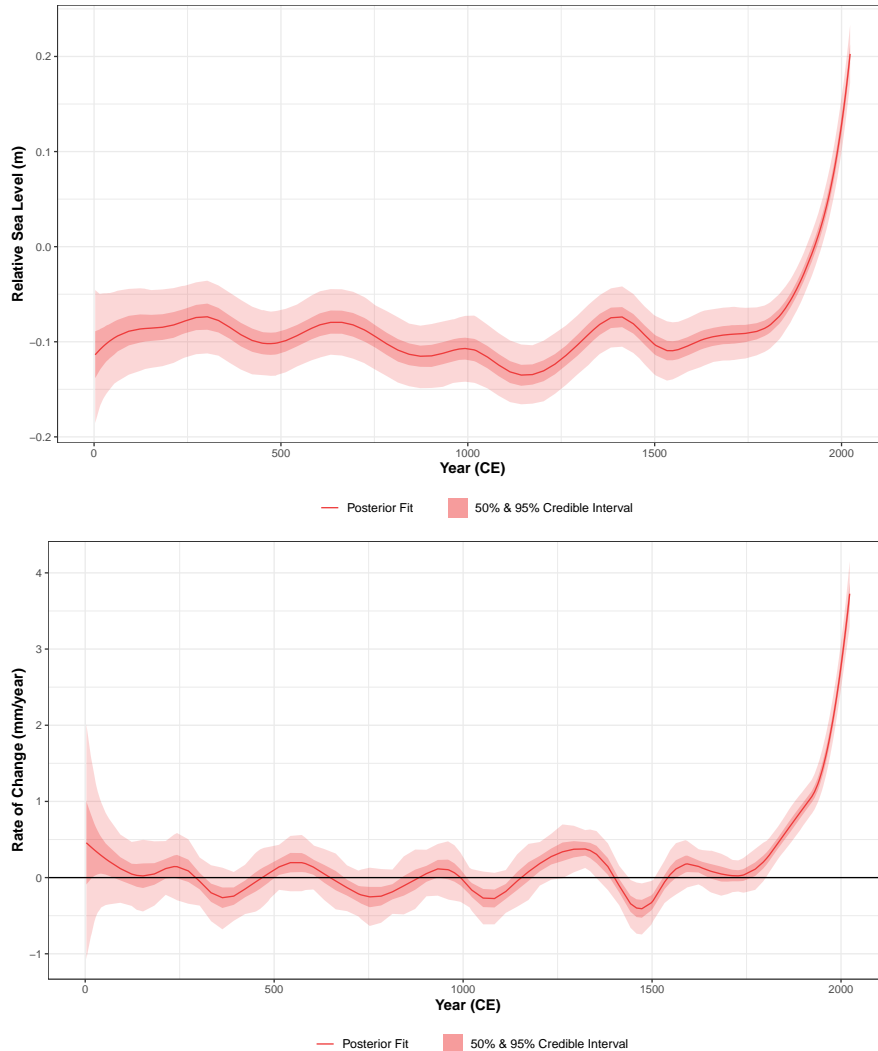 0.2
0.1
0.0
−0.1
−0.2
Relative Sea Level (m)
0 500 1000 1500 2000
Year (CE)
Posterior Fit 50% & 95% Credible Interval
4
3
2
1
0
−1
Rate of Change (mm/year)
0 500 1000 1500 2000
Year (CE)
Posterior Fit 50% & 95% Credible Interval